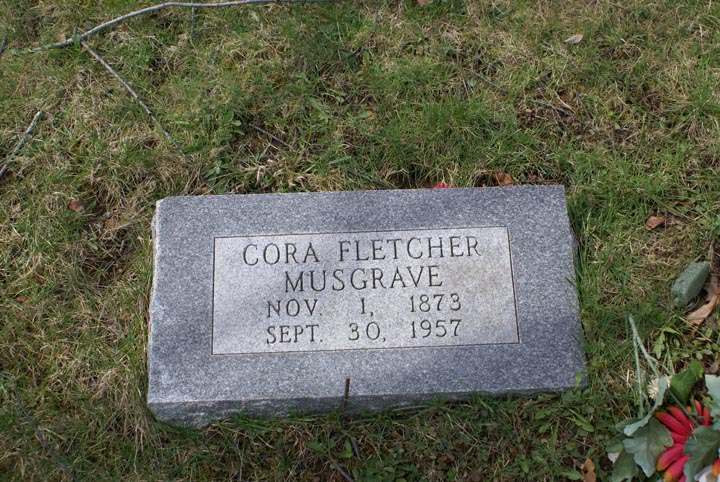 CORA FLETCHER
MUSGRAVE
NOV. 1, 1873
SEPT. 30, 1957